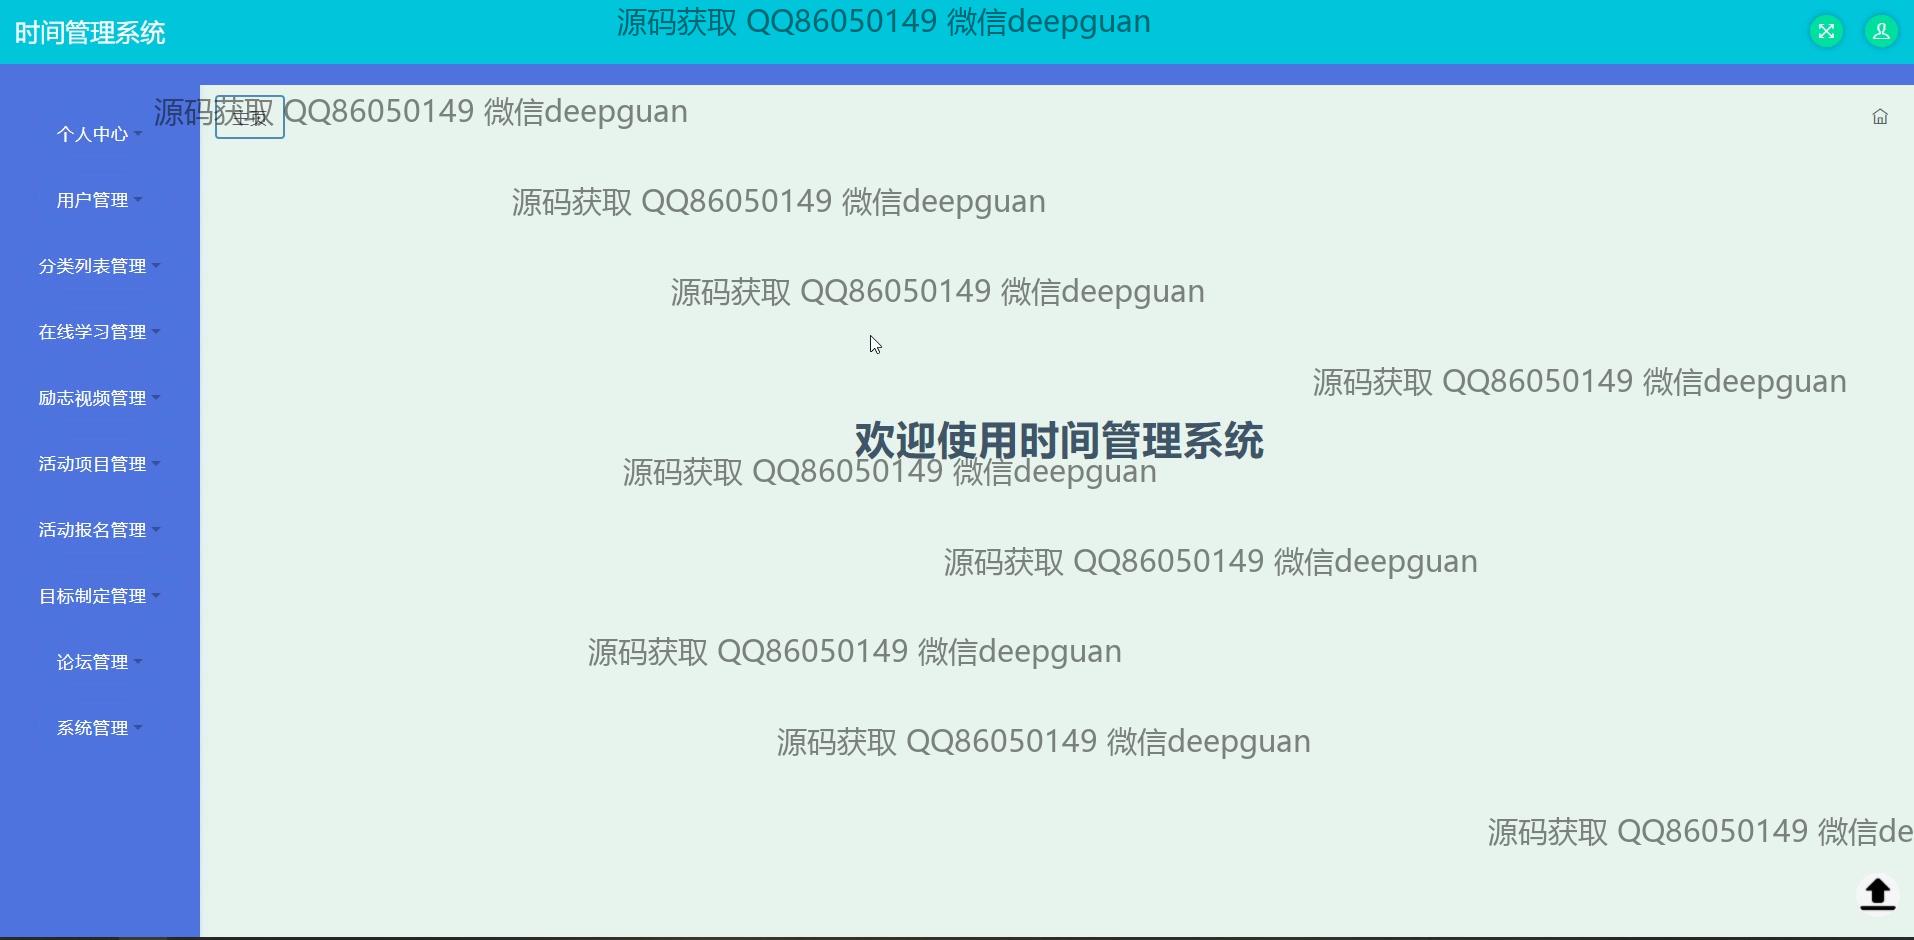 时间管理系统
源码获取 QQ86050149 微信deepguan
源码获取 QQ86050149 微信deepguan
主页
个人中心
用户管理
源码获取 QQ86050149 微信deepguan
分类列表管理
源码获取 QQ86050149 微信deepguan
在线学习管理
源码获取 QQ86050149 微信deepguan
励志视频管理
欢迎使用时间管理系统
活动项目管理
源码获取 QQ86050149 微信deepguan
活动报名管理
源码获取 QQ86050149 微信deepguan
目标制定管理
源码获取 QQ86050149 微信deepguan
论坛管理
系统管理
源码获取 QQ86050149 微信deepguan
源码获取 QQ86050149 微信de